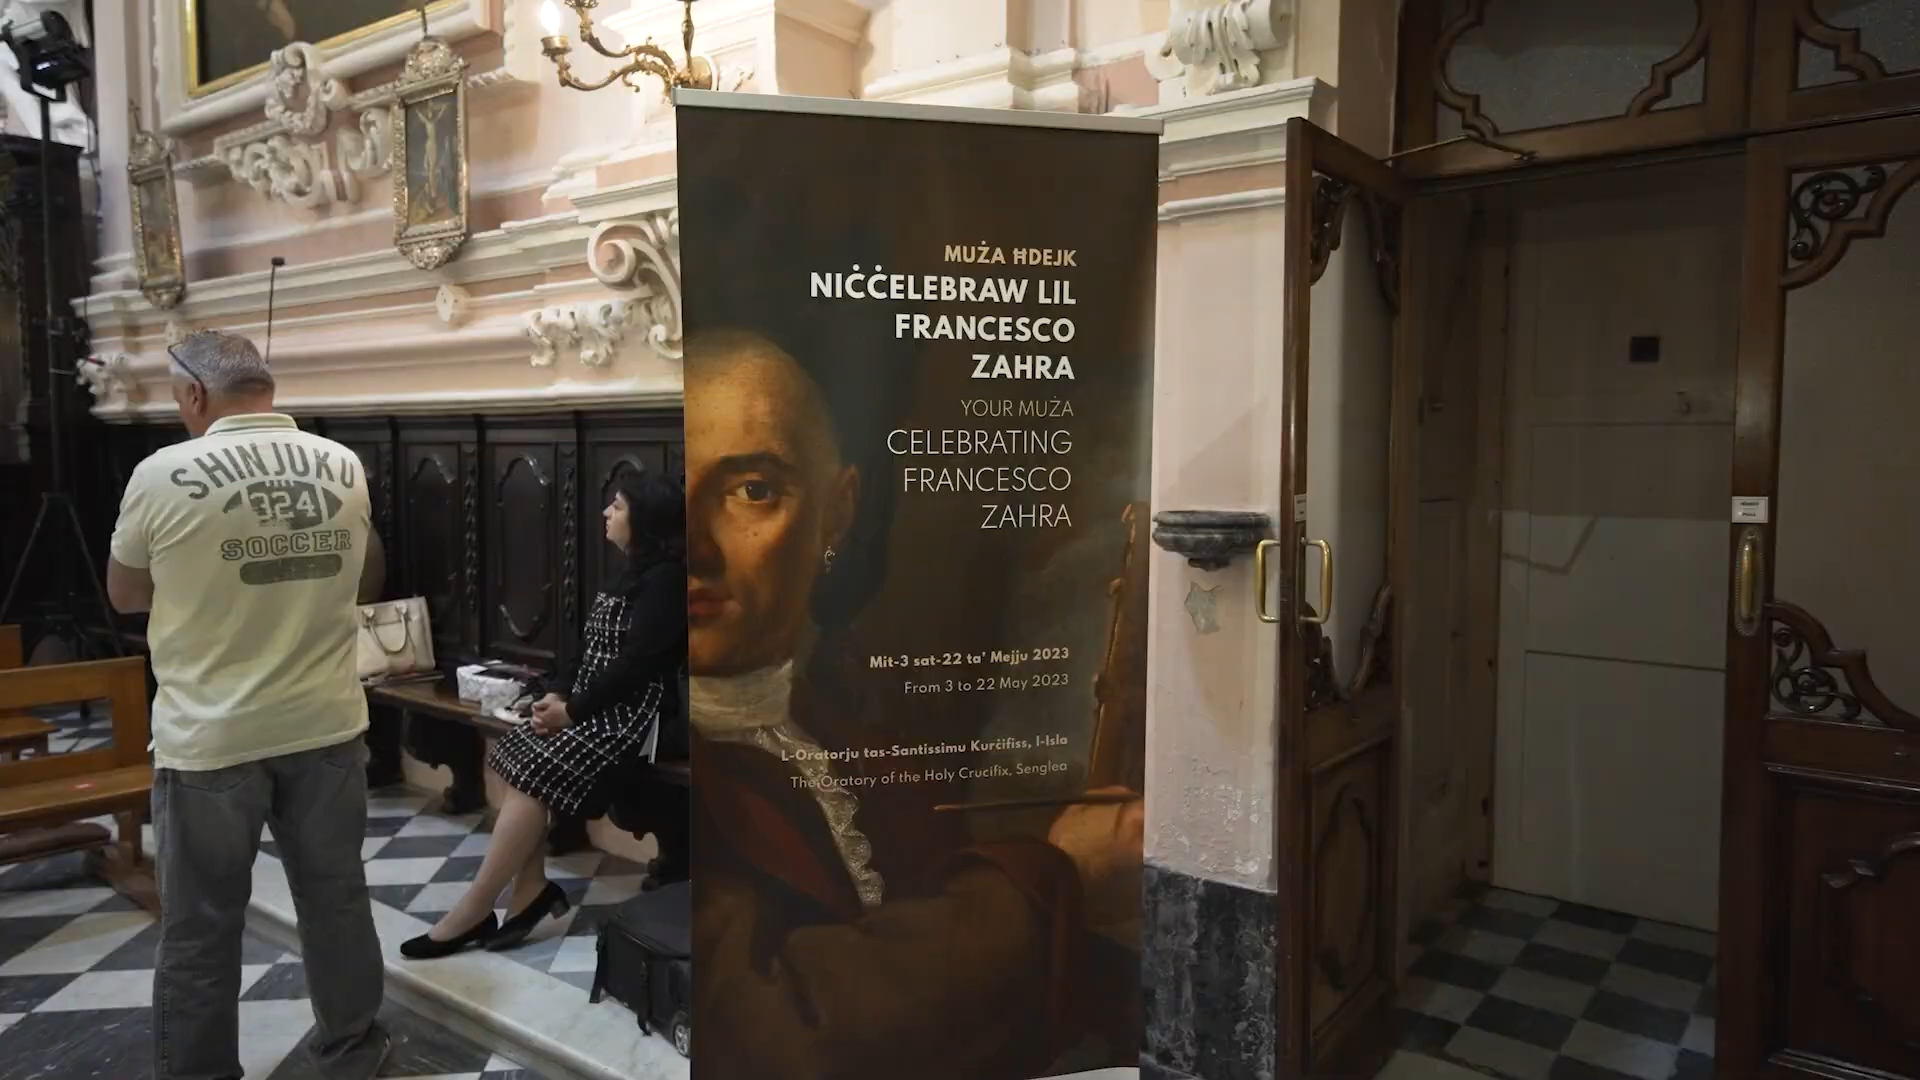 MUŻA ĦDEJK
NIĊĊELEBRAW LIL
FRANCESCO
ZAHRA
YOUR MUŻA
CELEBRATING
FRANCESCO
ZAHRA
Mit-3 sat-22 ta' Mejju 2023
From 3 to 22 May 2023
L-Oratorju tas-Santissimu Kurċifiss, l-Isla
The Oratory of the Holy Crucifix, Senglea
SHINJUKU
324
SOCCER